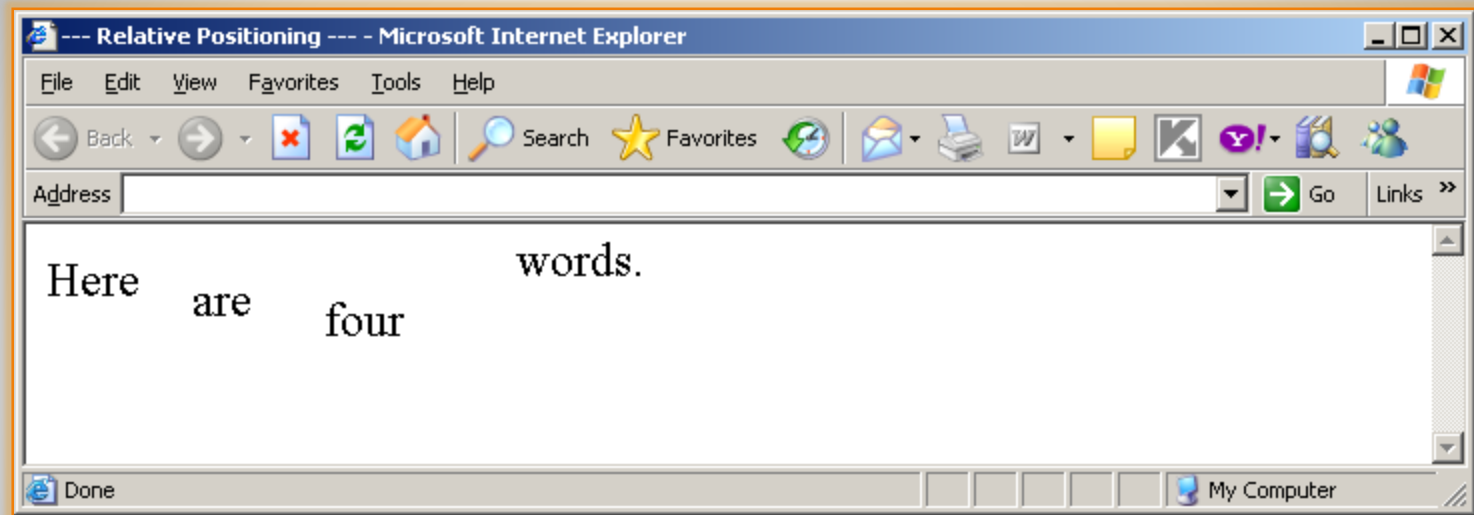 --- Relative Positioning --- - Microsoft Internet Explorer
File Edit View Favorites Tools Help
Back Search Favorites W K Y!
Address Go Links »
words.
Here
are
four
Done My Computer